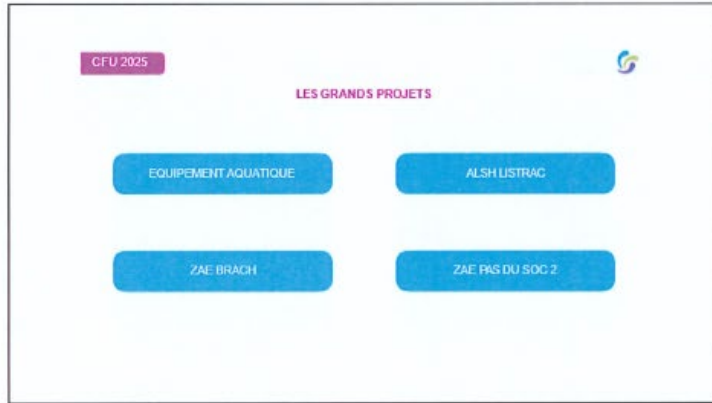 CFU 2025
LES GRANDS PROJETS
EQUIPEMENT AQUATIQUE
ALSH LISTRAC
ZAE BRACH
ZAE PAS DU SOC 2